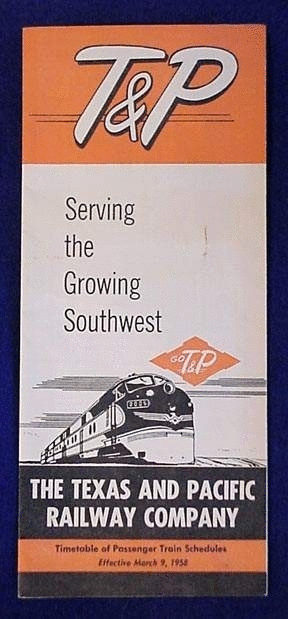 T&P
Serving
the
Growing
Southwest
GO
T&P
THE TEXAS AND PACIFIC
RAILWAY COMPANY
Timetable of Passenger Train Schedules
Effective March 9, 1958